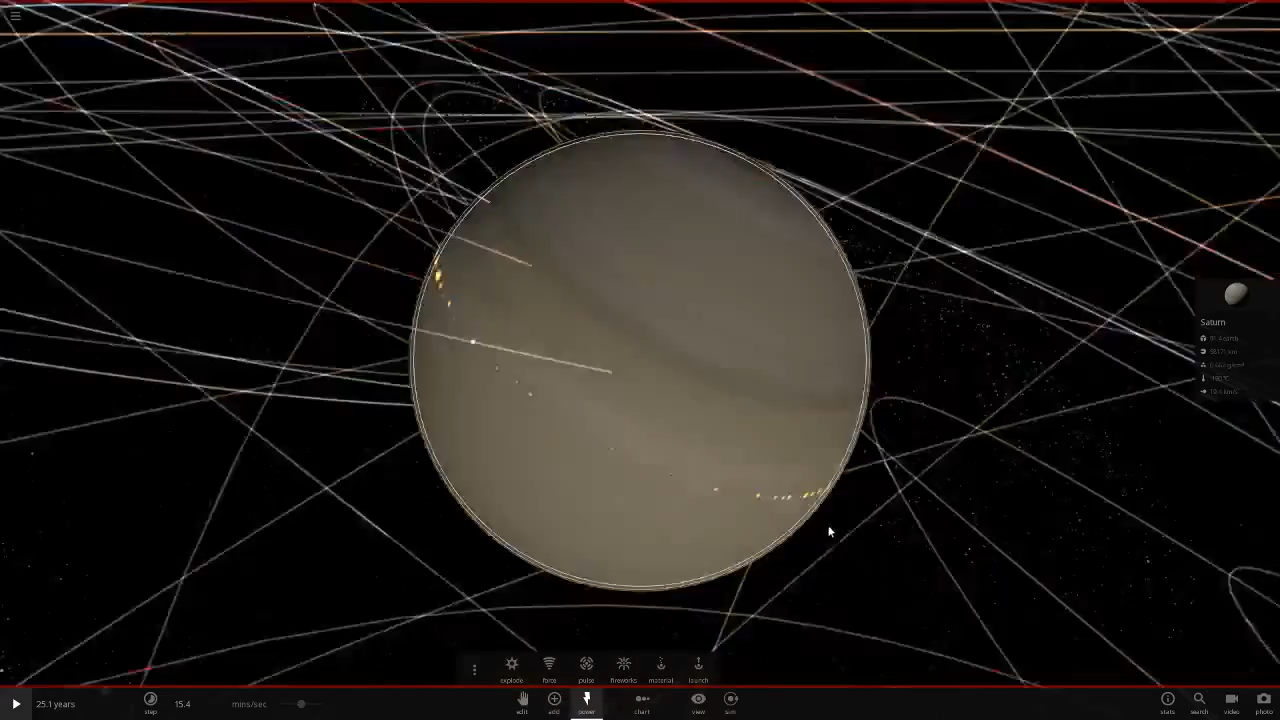 Saturn
explode force pulse fireworks material launch
25.1 years step 15.4 mins/sec edit add power chart view sim stats search video photo